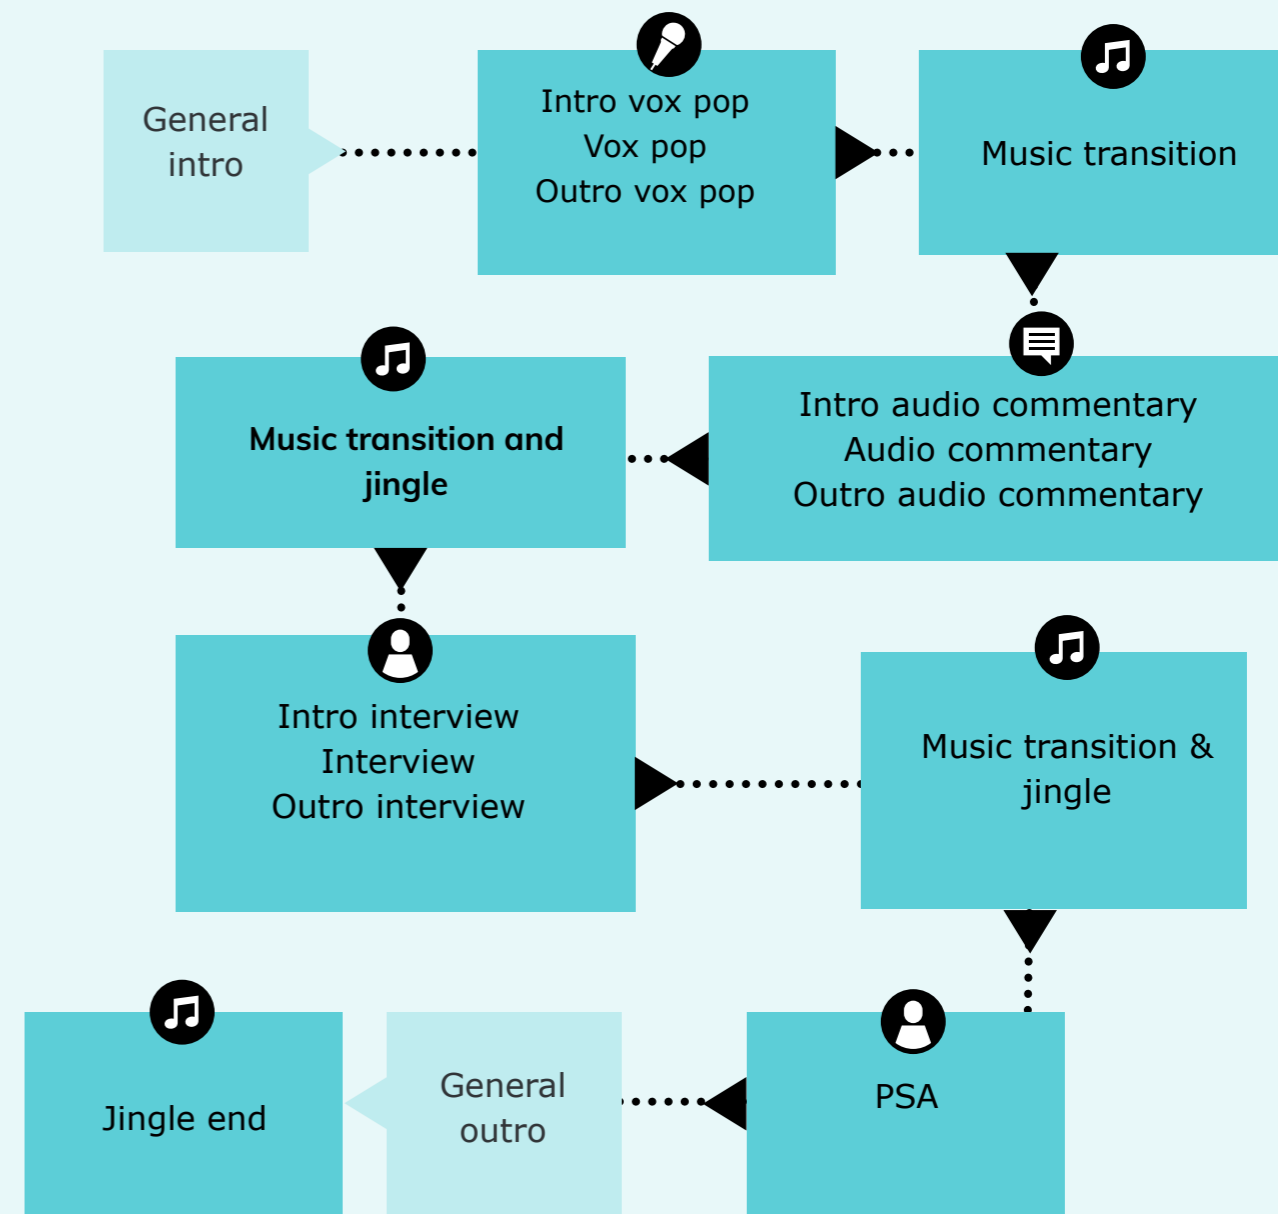 General
intro
Intro vox pop
Vox pop
Outro vox pop
Music transition
Intro audio commentary
Audio commentary
Outro audio commentary
Music transition and
jingle
Intro interview
Interview
Outro interview
Music transition &
jingle
PSA
General
outro
Jingle end